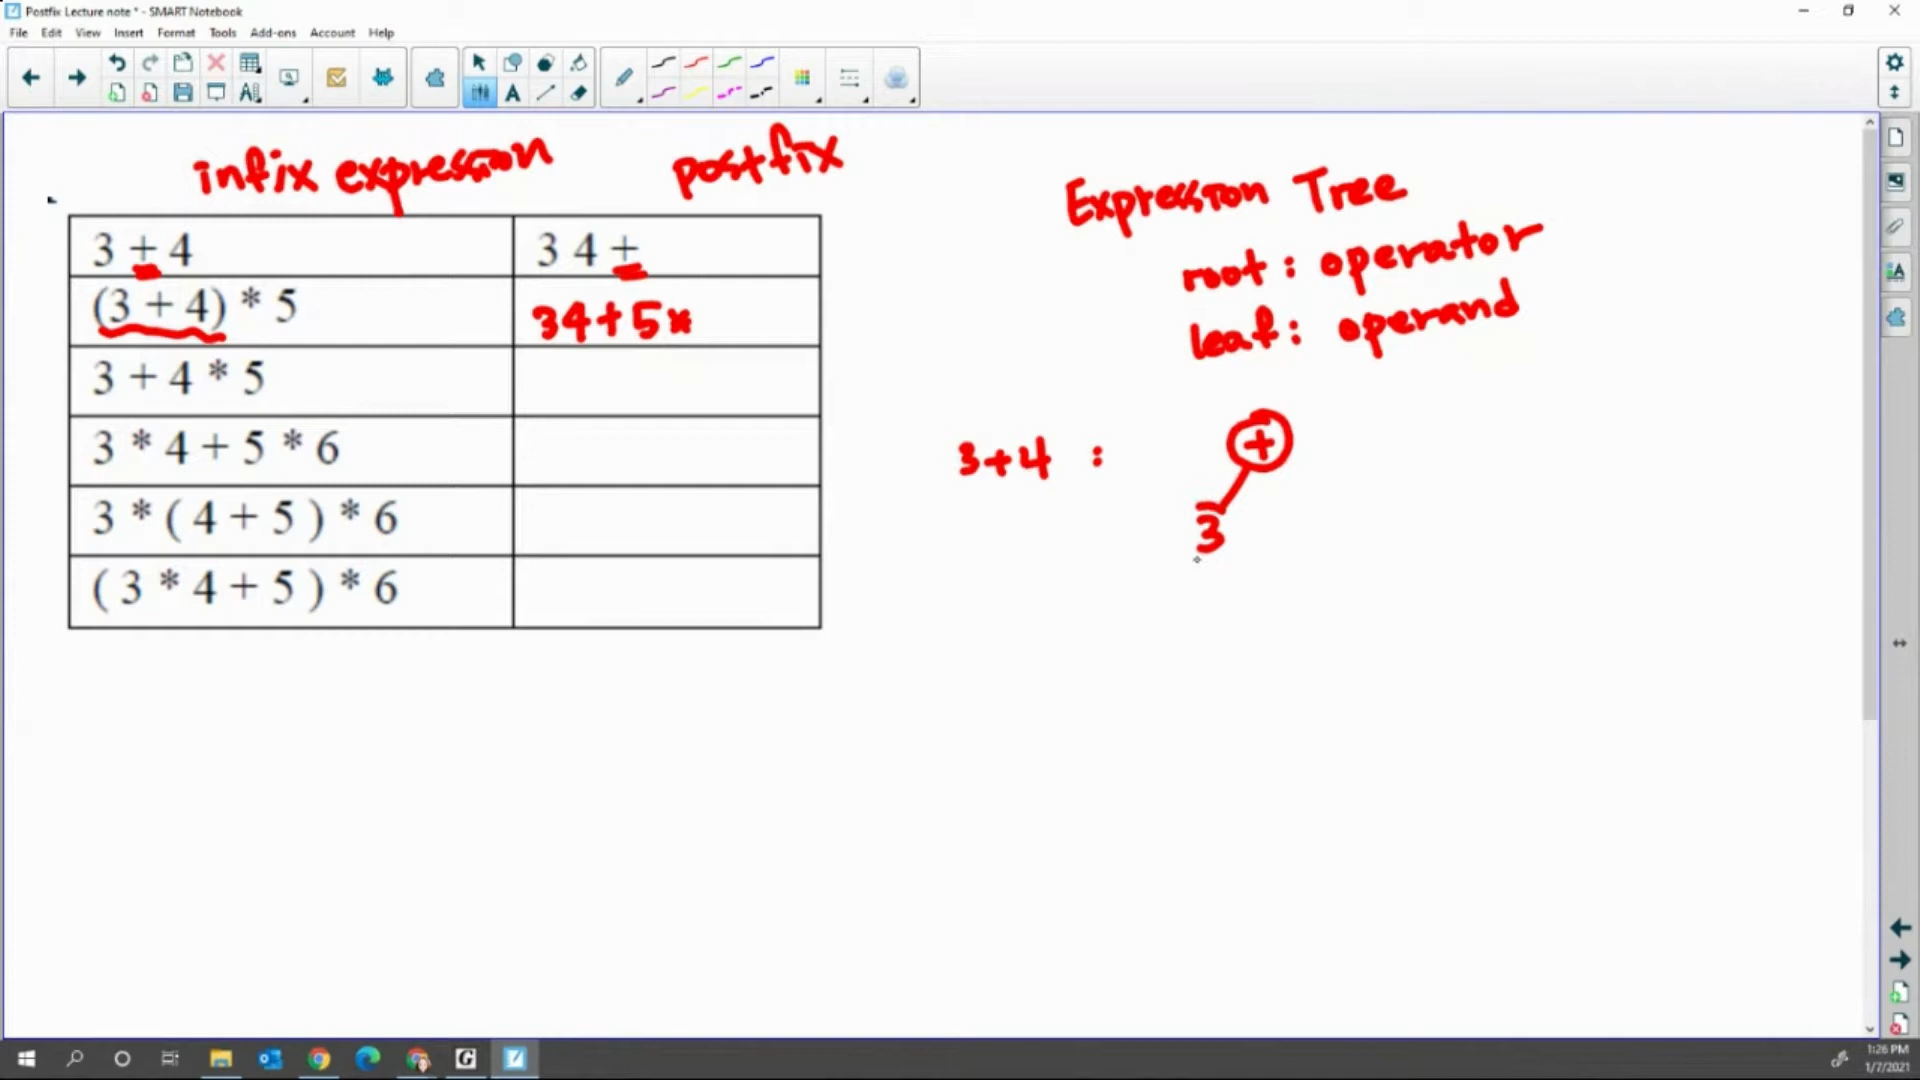 Postfix Lecture note * - SMART Notebook
File Edit View Insert Format Tools Add-ons Account Help
infix expression postfix
3 + 4 3 4 +
(3 + 4) * 5 34+5*
3 + 4 * 5
3 * 4 + 5 * 6
3 * ( 4 + 5 ) * 6
( 3 * 4 + 5 ) * 6
Expression Tree
root : operator
leaf : operand
3+4 : +
3
1:26 PM
1/7/2021